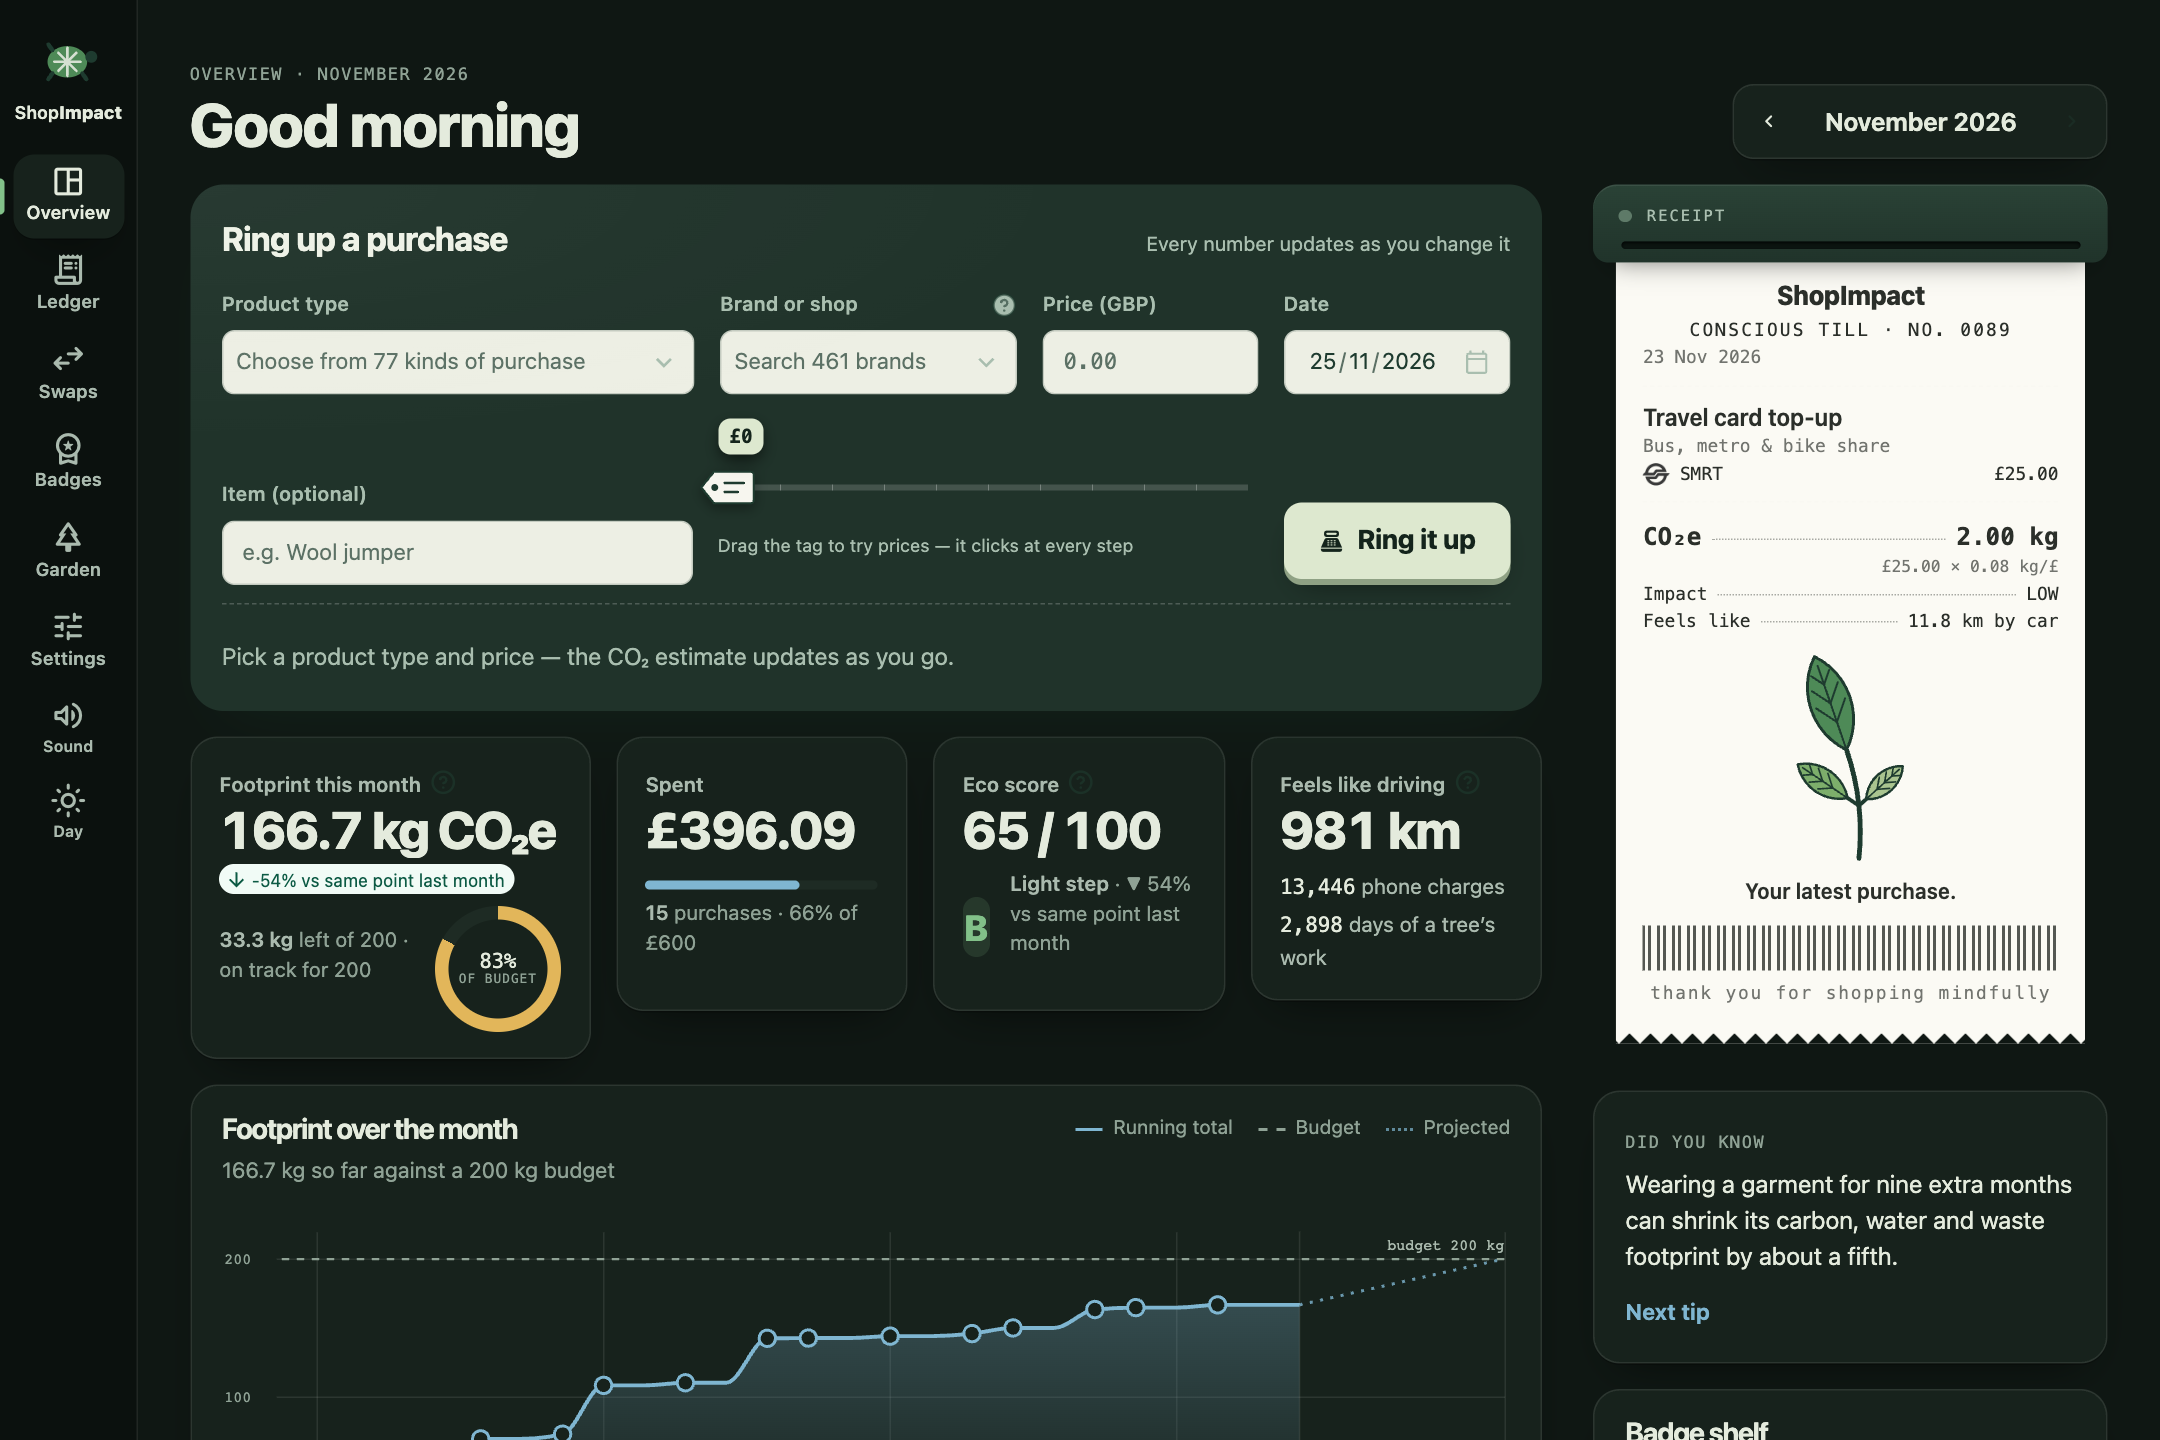 ShopImpact
Overview
Ledger
Swaps
Badges
Garden
Settings
Sound
Day
OVERVIEW · NOVEMBER 2026
Good morning
November 2026
Ring up a purchase
Every number updates as you change it
Product type
Choose from 77 kinds of purchase
Brand or shop
?
Search 461 brands
Price (GBP)
0.00
Date
25/11/2026
£0
Item (optional)
e.g. Wool jumper
Drag the tag to try prices — it clicks at every step
Ring it up
Pick a product type and price — the CO₂ estimate updates as you go.
RECEIPT
ShopImpact
CONSCIOUS TILL · NO. 0089
23 Nov 2026
Travel card top-up
Bus, metro & bike share
SMRT £25.00
CO₂e 2.00 kg
£25.00 × 0.08 kg/£
Impact LOW
Feels like 11.8 km by car
Your latest purchase.
thank you for shopping mindfully
Footprint this month ?
166.7 kg CO₂e
↓ -54% vs same point last month
33.3 kg left of 200 ·
on track for 200
83%
OF BUDGET
Spent
£396.09
15 purchases · 66% of
£600
Eco score ?
65 / 100
B
Light step · ▼ 54%
vs same point last
month
Feels like driving ?
981 km
13,446 phone charges
2,898 days of a tree’s
work
Footprint over the month
166.7 kg so far against a 200 kg budget
Running total
Budget
Projected
budget 200 kg
200
100
DID YOU KNOW
Wearing a garment for nine extra months
can shrink its carbon, water and waste
footprint by about a fifth.
Next tip
Badge shelf